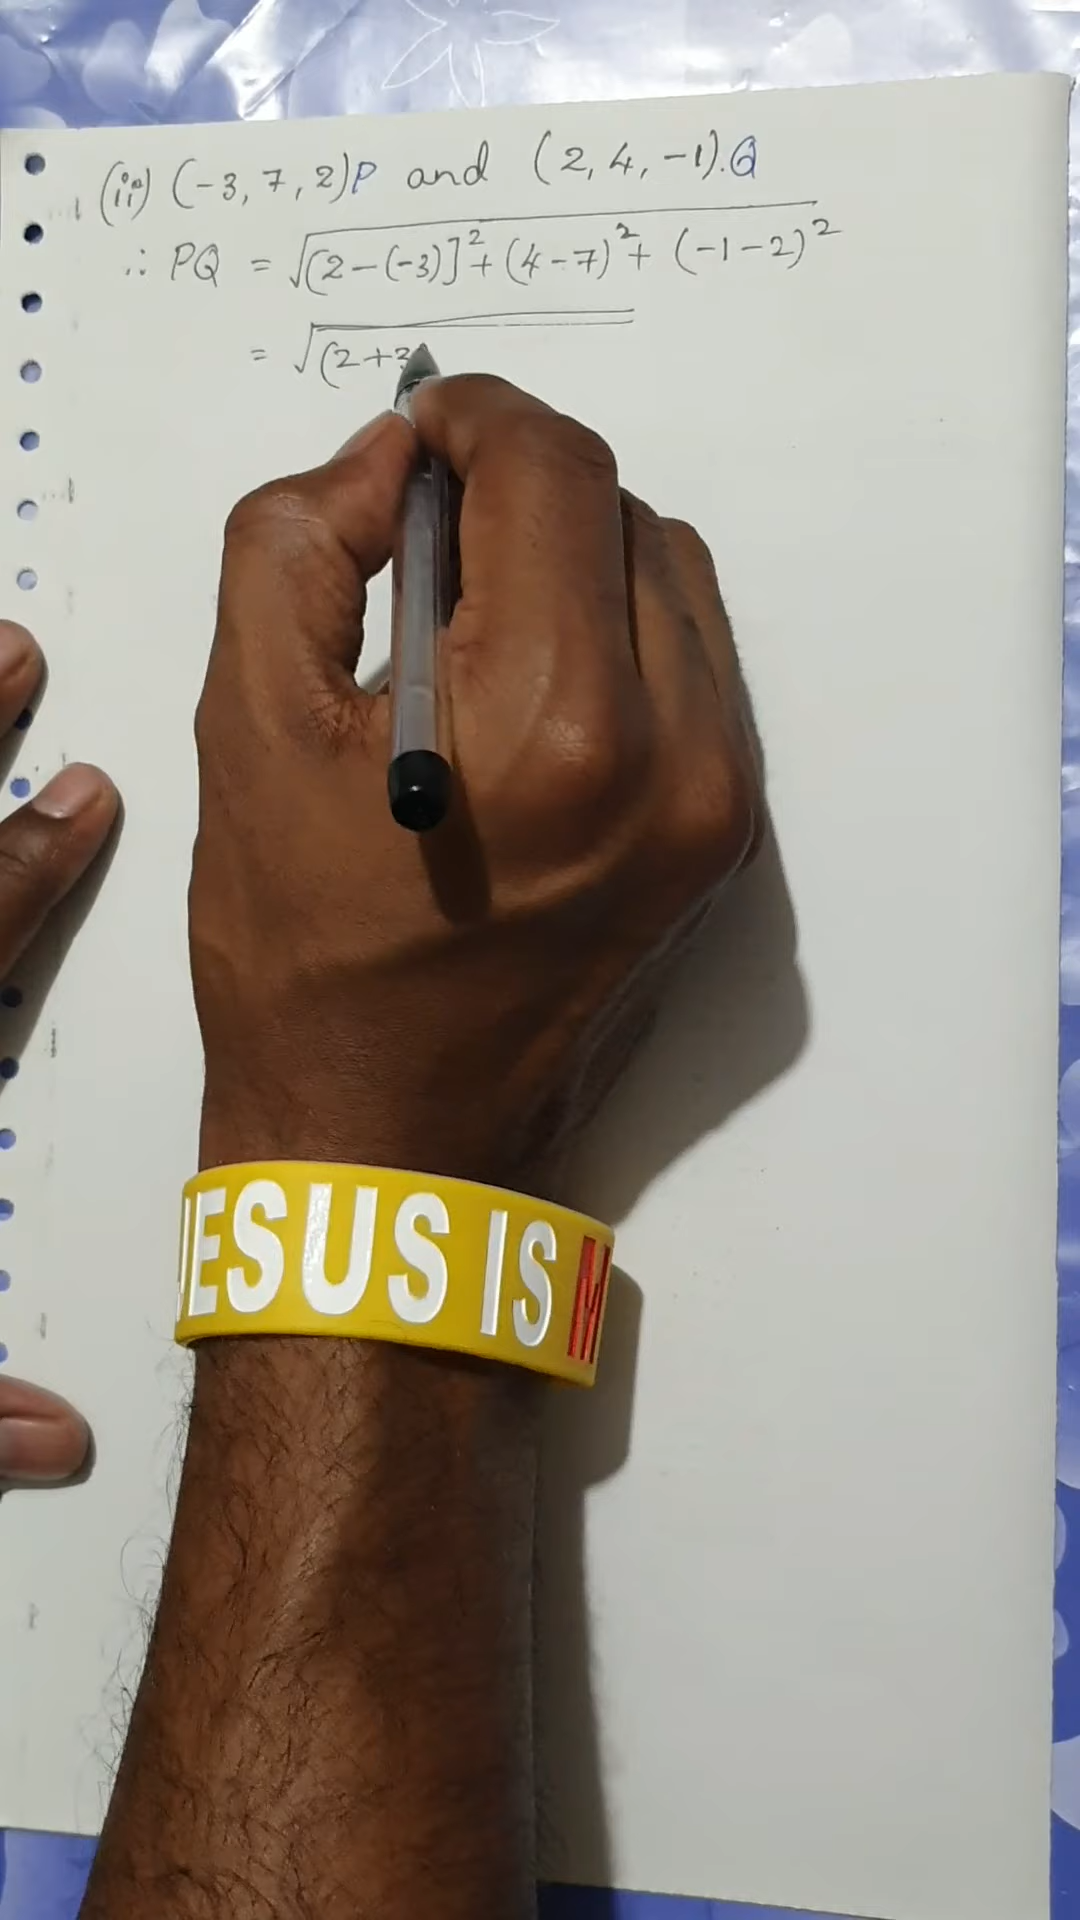 (ii) (-3, 7, 2)P and (2, 4, -1).Q
∴ PQ = √(2-(-3)]² + (4-7)² + (-1-2)²
= √(2+3
JESUS IS